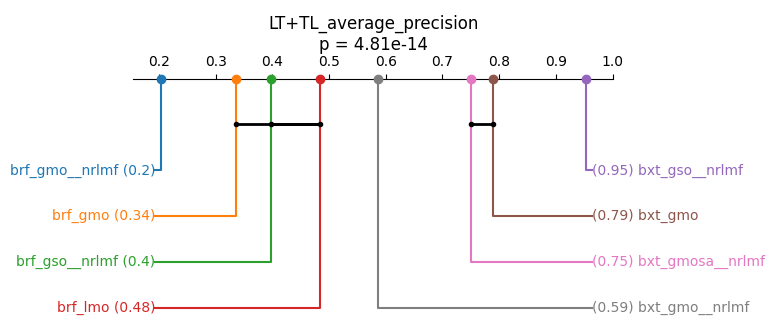 LT+TL_average_precision
p = 4.81e-14
0.2 0.3 0.4 0.5 0.6 0.7 0.8 0.9 1.0
brf_gmo__nrlmf (0.2) (0.95) bxt_gso__nrlmf
brf_gmo (0.34) (0.79) bxt_gmo
brf_gso__nrlmf (0.4) (0.75) bxt_gmosa__nrlmf
brf_lmo (0.48) (0.59) bxt_gmo__nrlmf